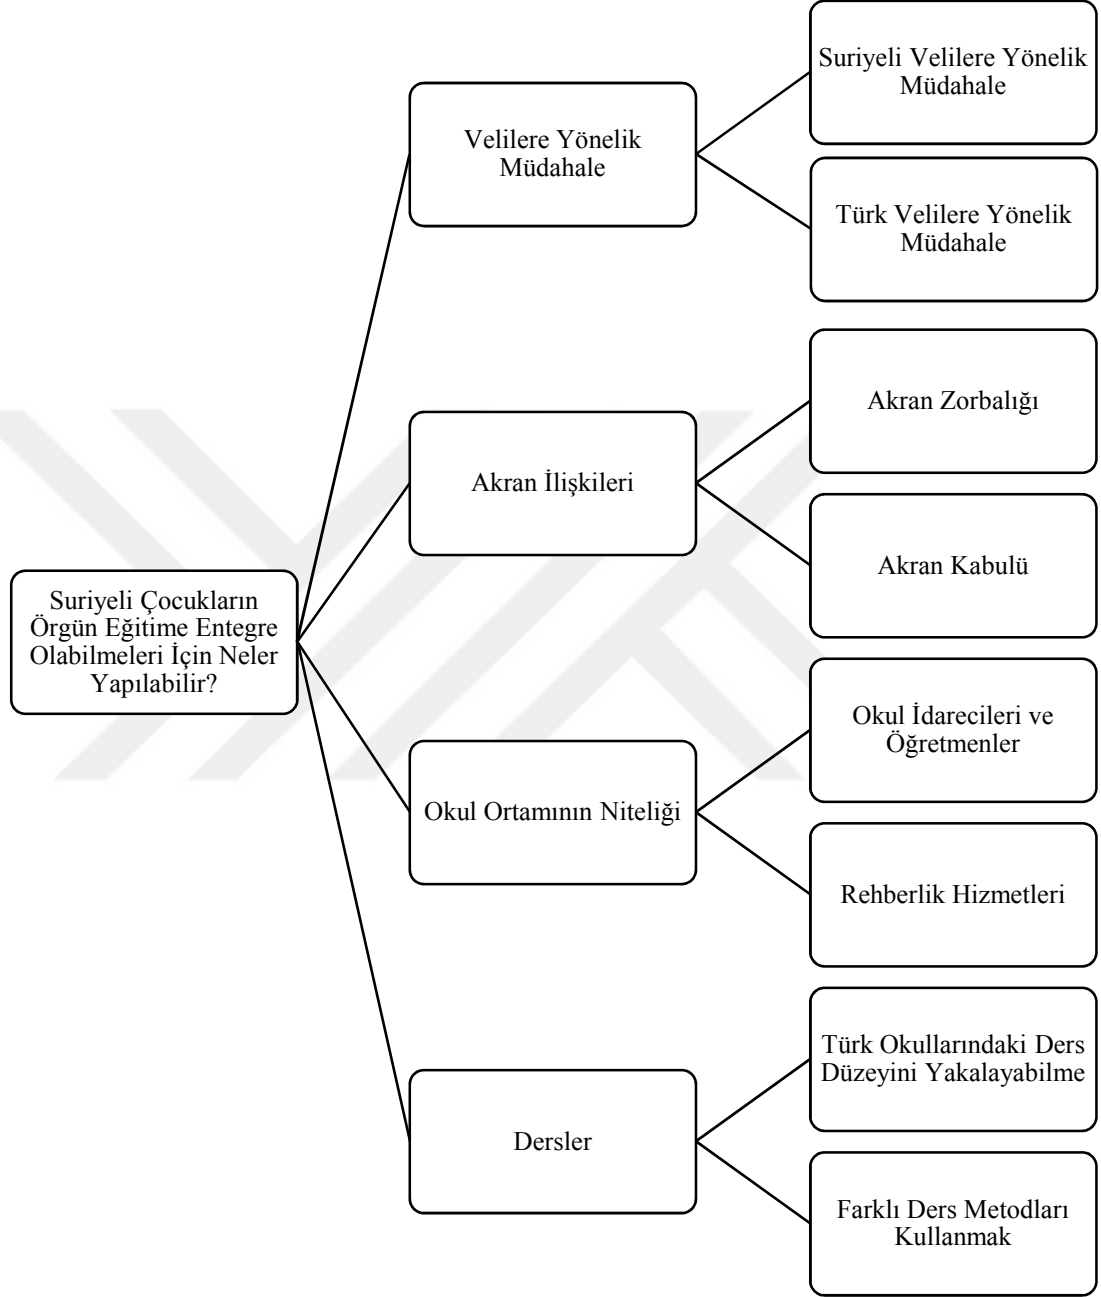 Suriyeli Çocukların
Örgün Eğitime Entegre
Olabilmeleri İçin Neler
Yapılabilir?
Velilere Yönelik
Müdahale
Suriyeli Velilere Yönelik
Müdahale
Türk Velilere Yönelik
Müdahale
Akran İlişkileri
Akran Zorbalığı
Akran Kabulü
Okul Ortamının Niteliği
Okul İdarecileri ve
Öğretmenler
Rehberlik Hizmetleri
Dersler
Türk Okullarındaki Ders
Düzeyini Yakalayabilme
Farklı Ders Metodları
Kullanmak